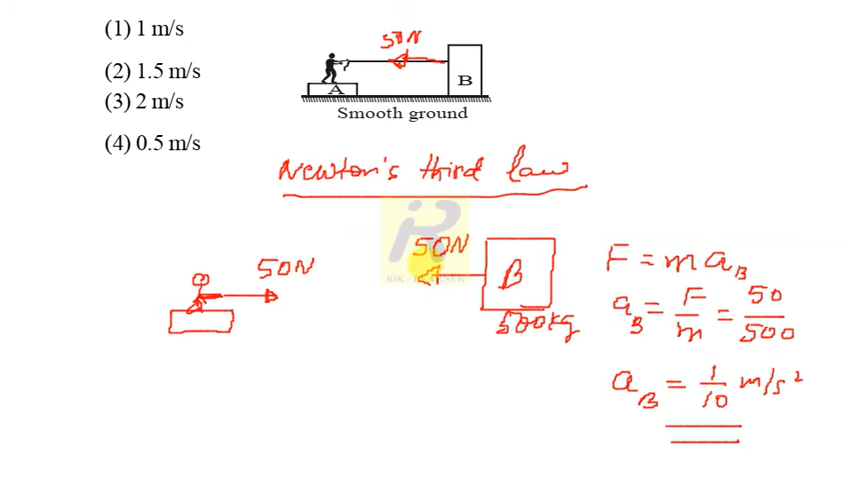 (1) 1 m/s
50N
(2) 1.5 m/s
A
B
(3) 2 m/s
Smooth ground
(4) 0.5 m/s
Newton's third law
50N
50N
B
500kg
F = m a_B
a_B = F/m = 50/500
a_B = 1/10 m/s²